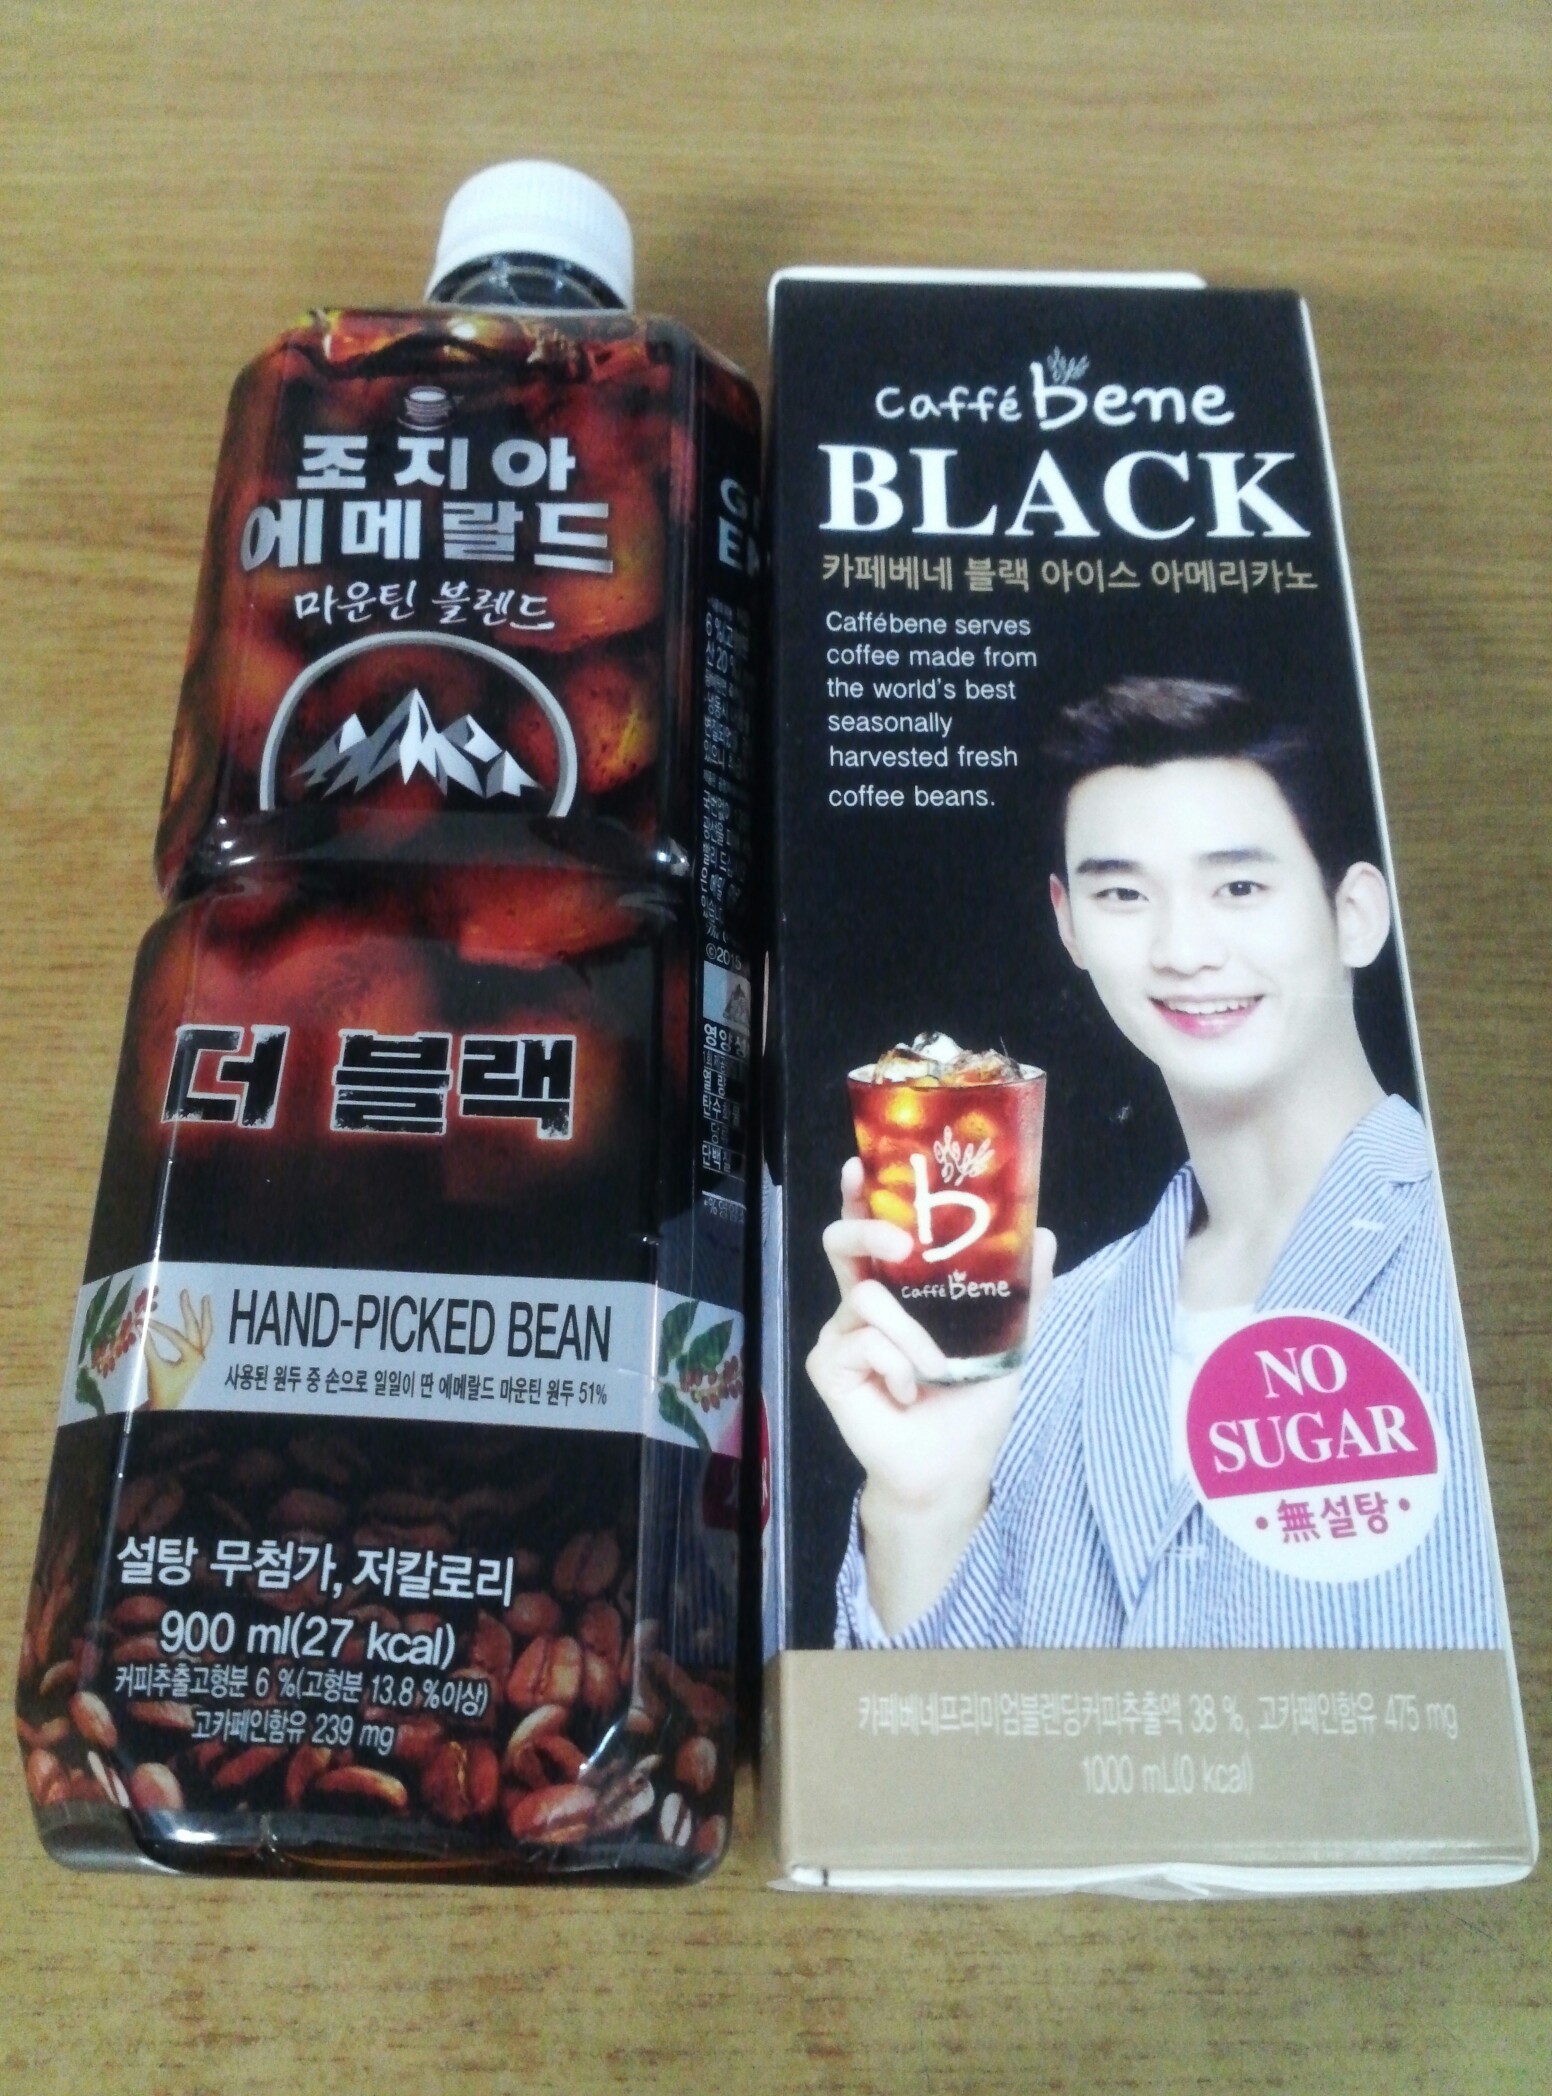 조지아
에메랄드
마운틴 블렌드
더 블랙
HAND-PICKED BEAN
사용된 원두 중 손으로 일일이 딴 에메랄드 마운틴 원두 51%
설탕 무첨가, 저칼로리
900 ml(27 kcal)
커피추출고형분 6 %(고형분 13.8 %이상)
고카페인함유 239 mg
©2015
영양성
Caffé bene
BLACK
카페베네 블랙 아이스 아메리카노
Caffébene serves
coffee made from
the world's best
seasonally
harvested fresh
coffee beans.
b
Caffé bene
NO
SUGAR
• 無설탕 •
카페베네프리미엄블렌딩커피추출액 38 %, 고카페인함유 475 mg
1000 mL(0 kcal)